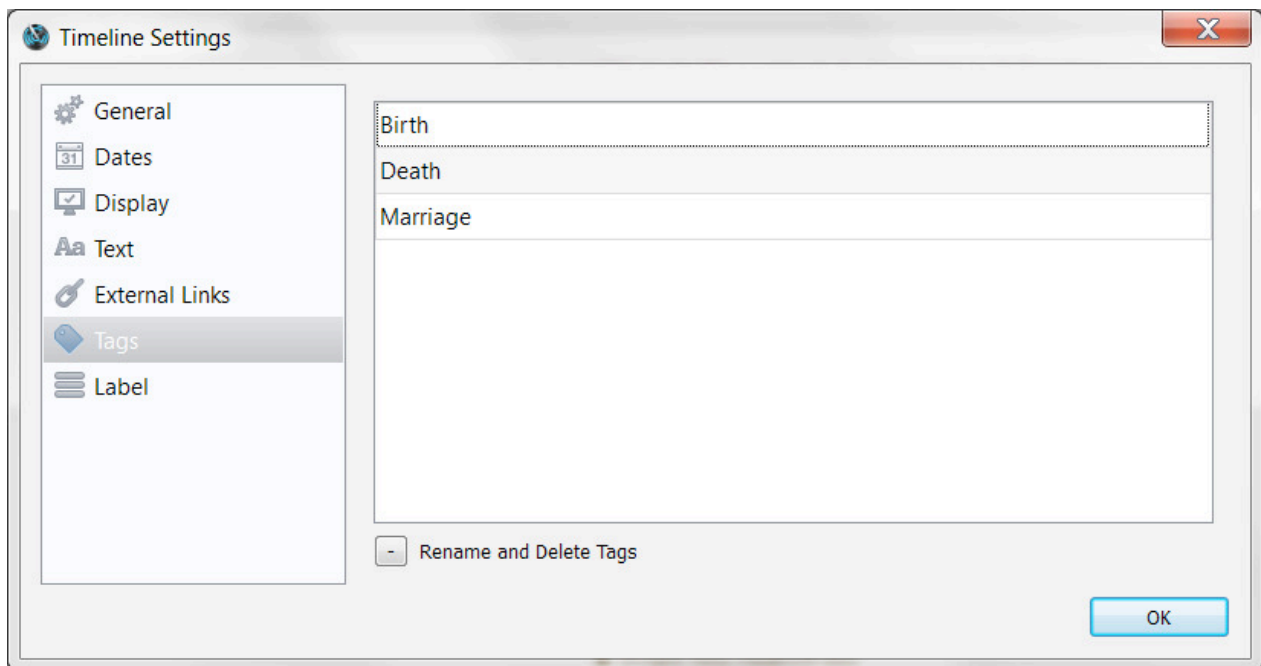 Timeline Settings
X
General
31 Dates
Display
Aa Text
External Links
Tags
Label
Birth
Death
Marriage
- Rename and Delete Tags
OK